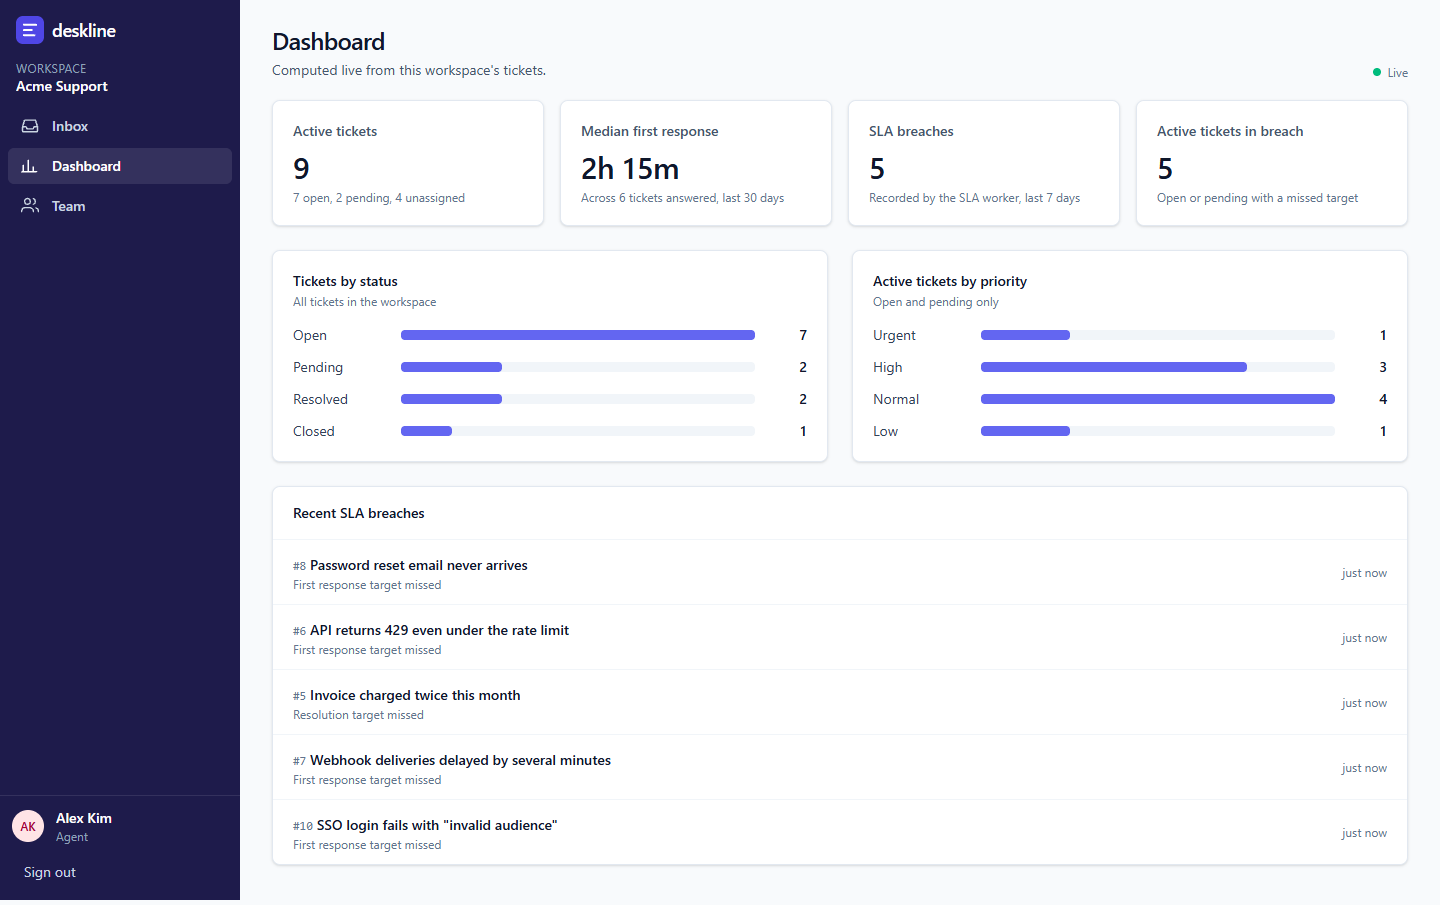 deskline
WORKSPACE
Acme Support
Inbox
Dashboard
Team
Alex Kim
AK
Agent
Sign out
Dashboard
Computed live from this workspace's tickets.
Live
Active tickets
9
7 open, 2 pending, 4 unassigned
Median first response
2h 15m
Across 6 tickets answered, last 30 days
SLA breaches
5
Recorded by the SLA worker, last 7 days
Active tickets in breach
5
Open or pending with a missed target
Tickets by status
All tickets in the workspace
Open 7
Pending 2
Resolved 2
Closed 1
Active tickets by priority
Open and pending only
Urgent 1
High 3
Normal 4
Low 1
Recent SLA breaches
#8 Password reset email never arrives
First response target missed
just now
#6 API returns 429 even under the rate limit
First response target missed
just now
#5 Invoice charged twice this month
Resolution target missed
just now
#7 Webhook deliveries delayed by several minutes
First response target missed
just now
#10 SSO login fails with "invalid audience"
First response target missed
just now